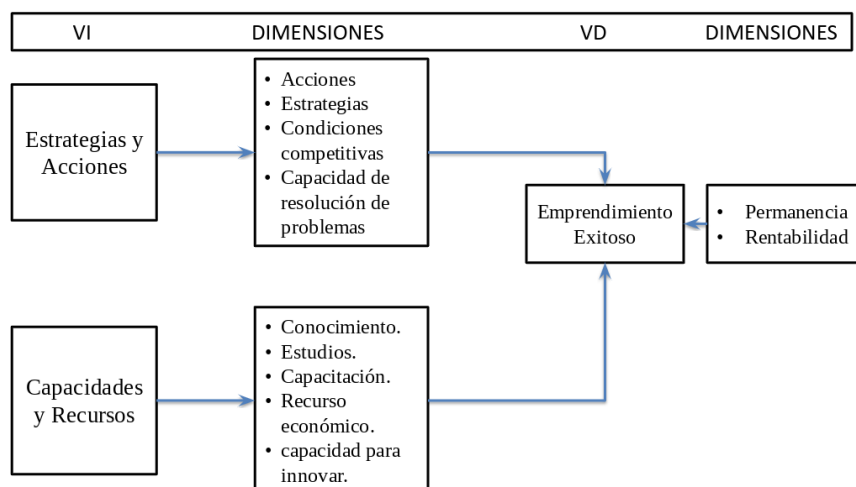 VI DIMENSIONES VD DIMENSIONES
Estrategias y
Acciones
• Acciones
• Estrategias
• Condiciones
competitivas
• Capacidad de
resolución de
problemas
Emprendimiento
Exitoso
• Permanencia
• Rentabilidad
Capacidades
y Recursos
• Conocimiento.
• Estudios.
• Capacitación.
• Recurso
económico.
• capacidad para
innovar.